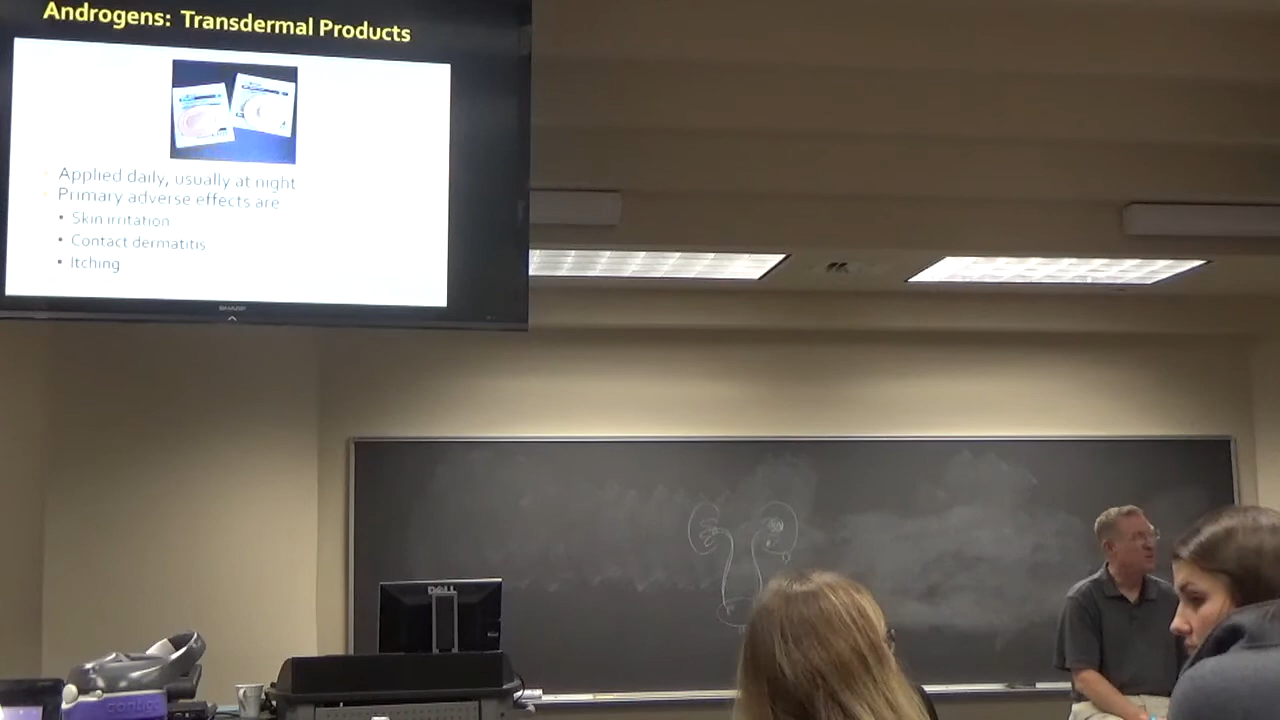 Androgens: Transdermal Products
Applied daily, usually at night
Primary adverse effects are
Skin irritation
Contact dermatitis
Itching
SHARP
DELL
contigo